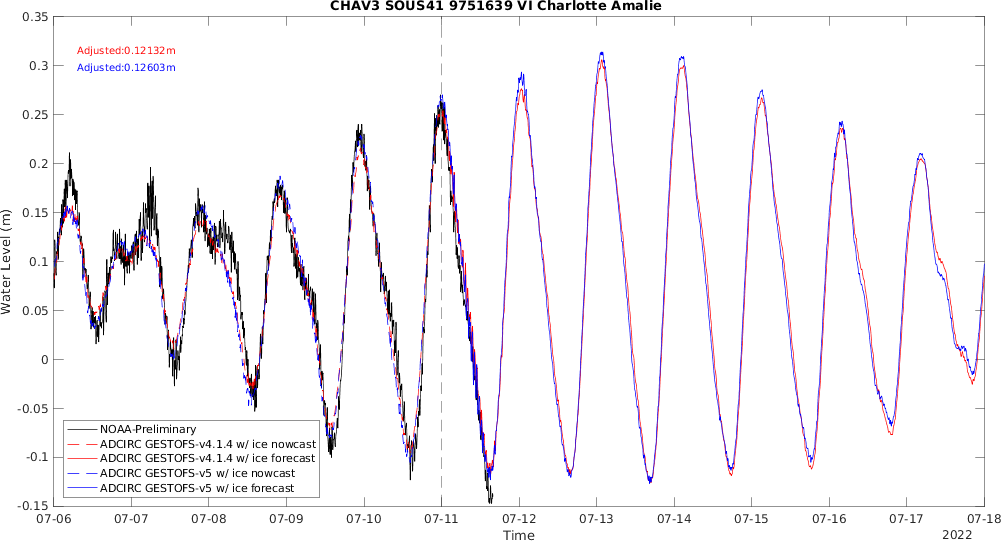 CHAV3 SOUS41 9751639 VI Charlotte Amalie
0.35
0.3
0.25
0.2
0.15
0.1
0.05
0
-0.05
-0.1
-0.15
Water Level (m)
Adjusted:0.12132m
Adjusted:0.12603m
NOAA-Preliminary
ADCIRC GESTOFS-v4.1.4 w/ ice nowcast
ADCIRC GESTOFS-v4.1.4 w/ ice forecast
ADCIRC GESTOFS-v5 w/ ice nowcast
ADCIRC GESTOFS-v5 w/ ice forecast
07-06 07-07 07-08 07-09 07-10 07-11 07-12 07-13 07-14 07-15 07-16 07-17 07-18
Time
2022